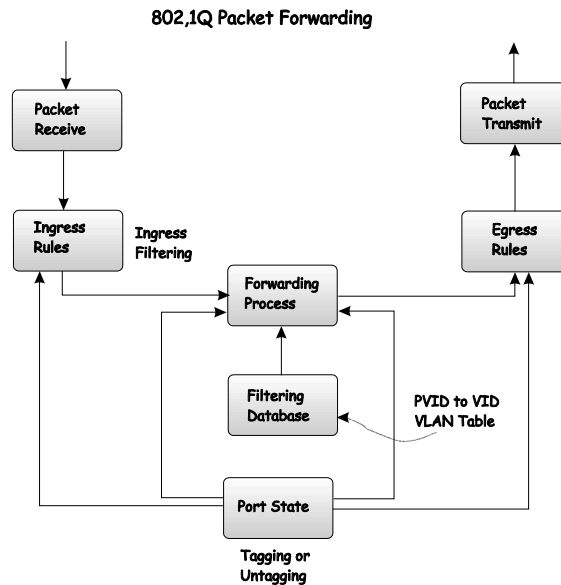 802,1Q Packet Forwarding
Packet
Receive
Packet
Transmit
Ingress
Rules
Ingress
Filtering
Egress
Rules
Forwarding
Process
Filtering
Database
PVID to VID
VLAN Table
Port State
Tagging or
Untagging